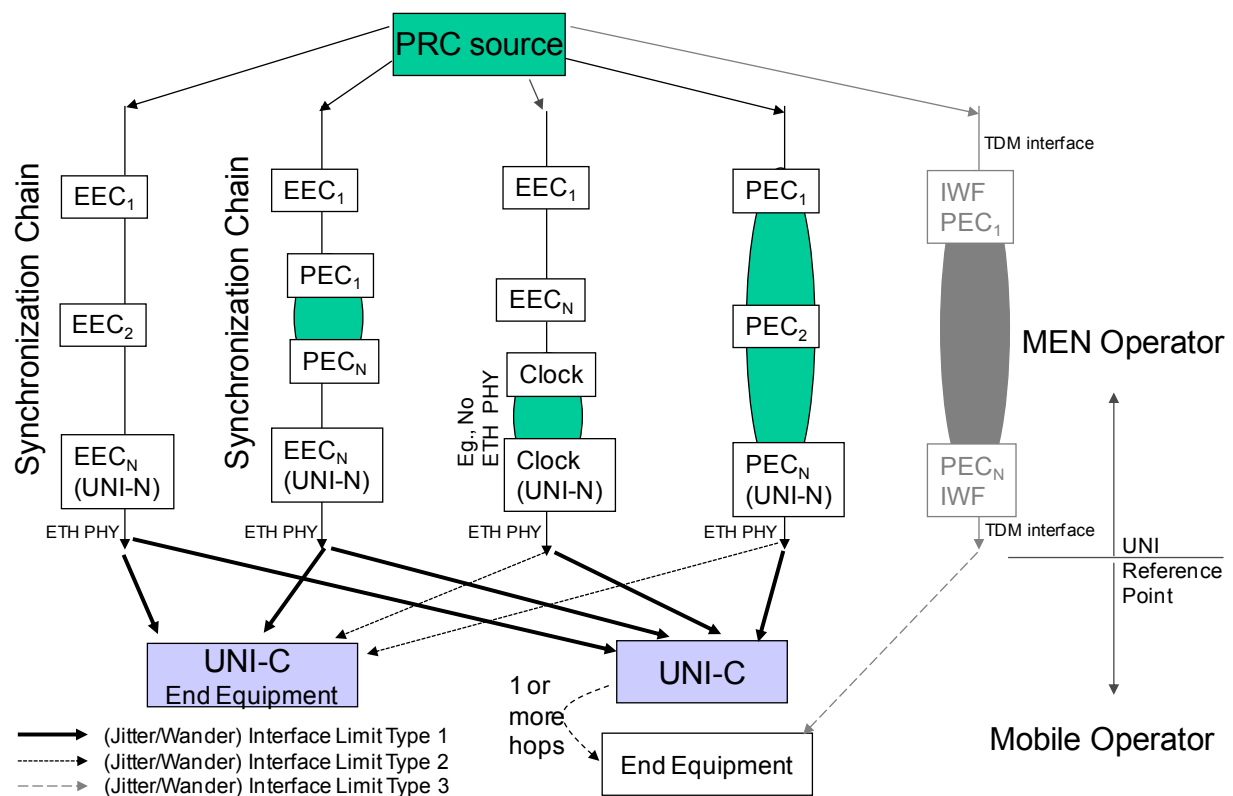 PRC source
TDM interface
Synchronization Chain
Synchronization Chain
EEC1
EEC1
EEC1
PEC1
IWF
PEC1
PEC1
EEC2
PECN
EECN
PEC2
MEN Operator
Clock
Eg., No
ETH PHY
EECN
(UNI-N)
EECN
(UNI-N)
Clock
(UNI-N)
PECN
(UNI-N)
PECN
IWF
ETH PHY
ETH PHY
ETH PHY
TDM interface
UNI
Reference
Point
UNI-C
End Equipment
UNI-C
1 or
more
hops
End Equipment
Mobile Operator
(Jitter/Wander) Interface Limit Type 1
(Jitter/Wander) Interface Limit Type 2
(Jitter/Wander) Interface Limit Type 3